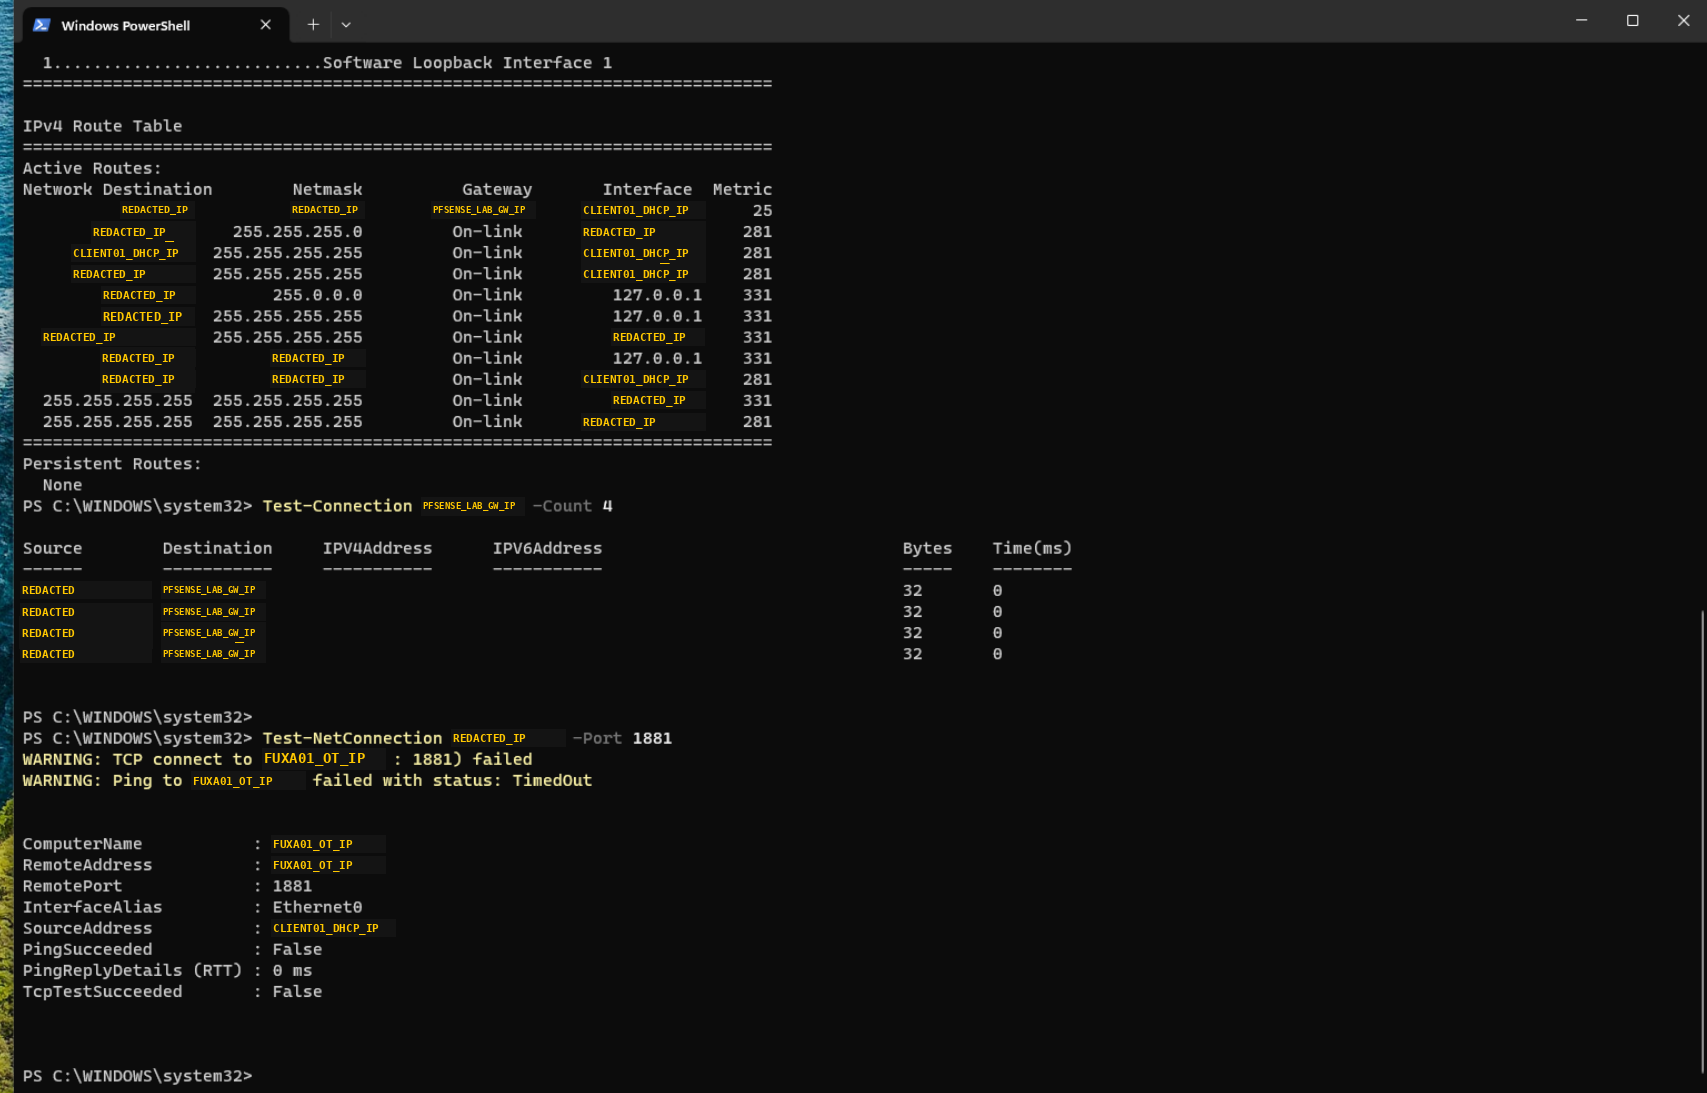 Windows PowerShell
1...........................Software Loopback Interface 1
===========================================================================
IPv4 Route Table
===========================================================================
Active Routes:
Network Destination        Netmask          Gateway       Interface  Metric
REDACTED_IP REDACTED_IP PFSENSE_LAB_GW_IP CLIENT01_DHCP_IP 25
REDACTED_IP_ 255.255.255.0 On-link REDACTED_IP 281
CLIENT01_DHCP_IP 255.255.255.255 On-link CLIENT01_DHCP_IP 281
REDACTED_IP 255.255.255.255 On-link CLIENT01_DHCP_IP 281
REDACTED_IP 255.0.0.0 On-link 127.0.0.1 331
REDACTED_IP 255.255.255.255 On-link 127.0.0.1 331
REDACTED_IP 255.255.255.255 On-link REDACTED_IP 331
REDACTED_IP REDACTED_IP On-link 127.0.0.1 331
REDACTED_IP REDACTED_IP On-link CLIENT01_DHCP_IP 281
255.255.255.255 255.255.255.255 On-link REDACTED_IP 331
255.255.255.255 255.255.255.255 On-link REDACTED_IP 281
===========================================================================
Persistent Routes:
None
PS C:\WINDOWS\system32> Test-Connection PFSENSE_LAB_GW_IP -Count 4
Source Destination IPV4Address IPV6Address Bytes Time(ms)
------ ----------- ----------- ----------- ----- --------
REDACTED PFSENSE_LAB_GW_IP 32 0
REDACTED PFSENSE_LAB_GW_IP 32 0
REDACTED PFSENSE_LAB_GW_IP 32 0
REDACTED PFSENSE_LAB_GW_IP 32 0
PS C:\WINDOWS\system32>
PS C:\WINDOWS\system32> Test-NetConnection REDACTED_IP -Port 1881
WARNING: TCP connect to FUXA01_OT_IP : 1881) failed
WARNING: Ping to FUXA01_OT_IP failed with status: TimedOut
ComputerName : FUXA01_OT_IP
RemoteAddress : FUXA01_OT_IP
RemotePort : 1881
InterfaceAlias : Ethernet0
SourceAddress : CLIENT01_DHCP_IP
PingSucceeded : False
PingReplyDetails (RTT) : 0 ms
TcpTestSucceeded : False
PS C:\WINDOWS\system32>